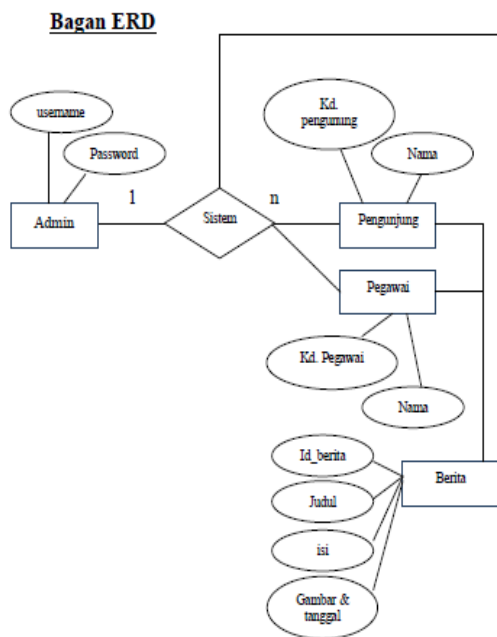 Bagan ERD
username
Password
Admin
1
Sistem
n
Kd.
pengunung
Nama
Pengunjung
Pegawai
Kd. Pegawai
Nama
Id_berita
Judul
isi
Gambar &
tanggal
Berita